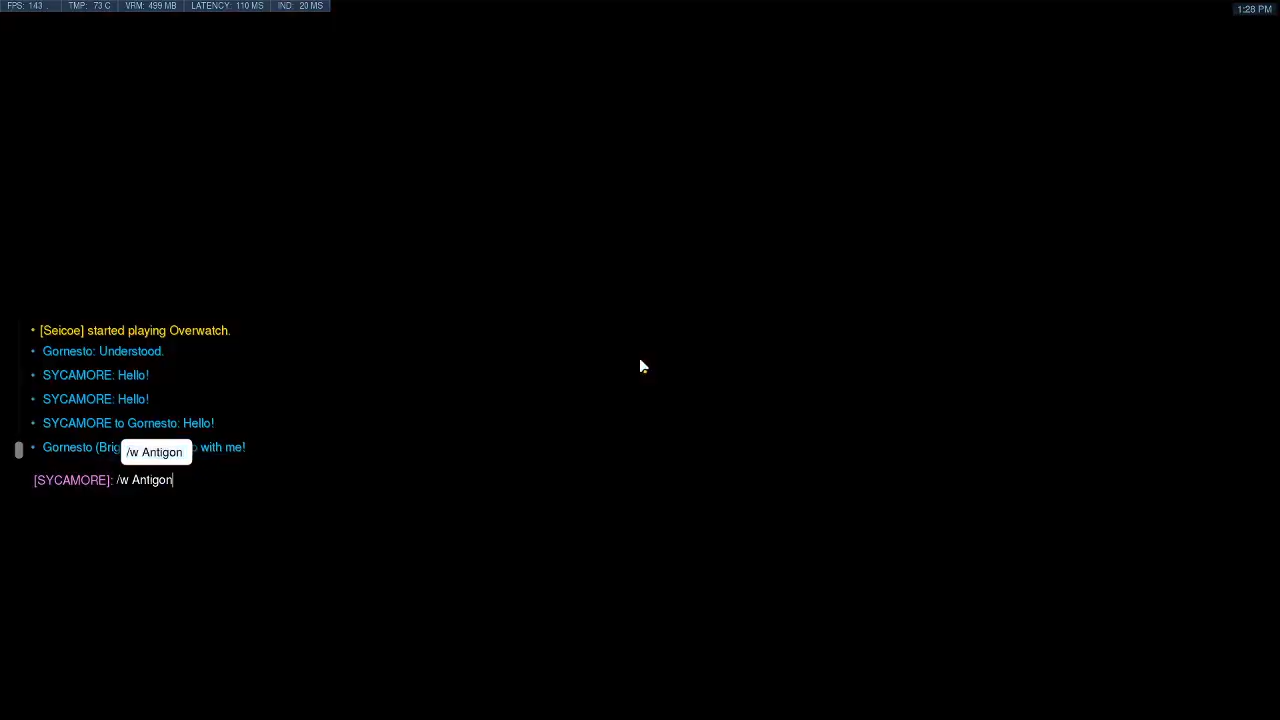 FPS: 143 TMP: 73 C VRM: 499 MB LATENCY: 110 MS IND: 20 MS
1:28 PM
• [Seicoe] started playing Overwatch.
• Gornesto: Understood.
• SYCAMORE: Hello!
• SYCAMORE: Hello!
• SYCAMORE to Gornesto: Hello!
• Gornesto (Brig with me!
/w Antigon
[SYCAMORE]: /w Antigon